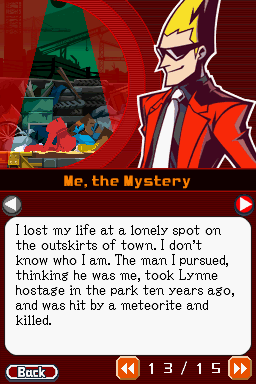 Me, the Mystery
I lost my life at a lonely spot on
the outskirts of town. I don't
know who I am. The man I pursued,
thinking he was me, took Lynne
hostage in the park ten years ago,
and was hit by a meteorite and
killed.
Back
13/15